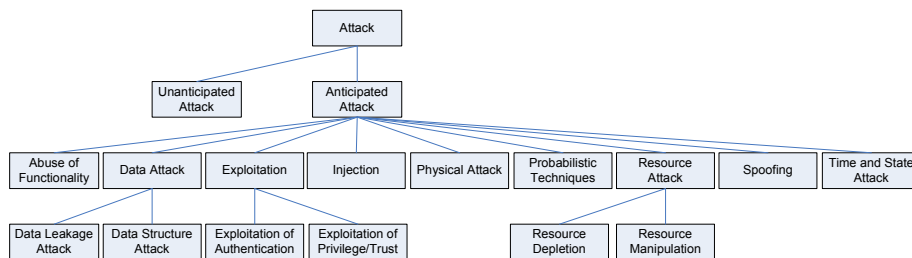 Attack
Unanticipated
Attack
Anticipated
Attack
Abuse of
Functionality
Data Attack
Exploitation
Injection
Physical Attack
Probabilistic
Techniques
Resource
Attack
Spoofing
Time and State
Attack
Data Leakage
Attack
Data Structure
Attack
Exploitation of
Authentication
Exploitation of
Privilege/Trust
Resource
Depletion
Resource
Manipulation